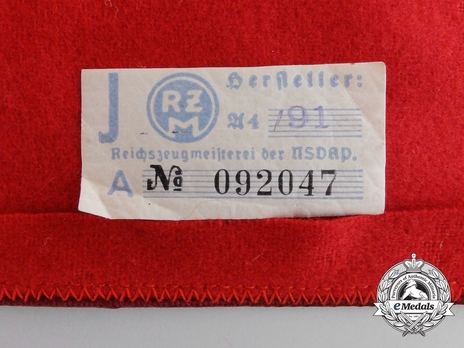 J RZM Hersteller:
A4 /91
Reichszeugmeisterei der NSDAP.
A No 092047
eMedals